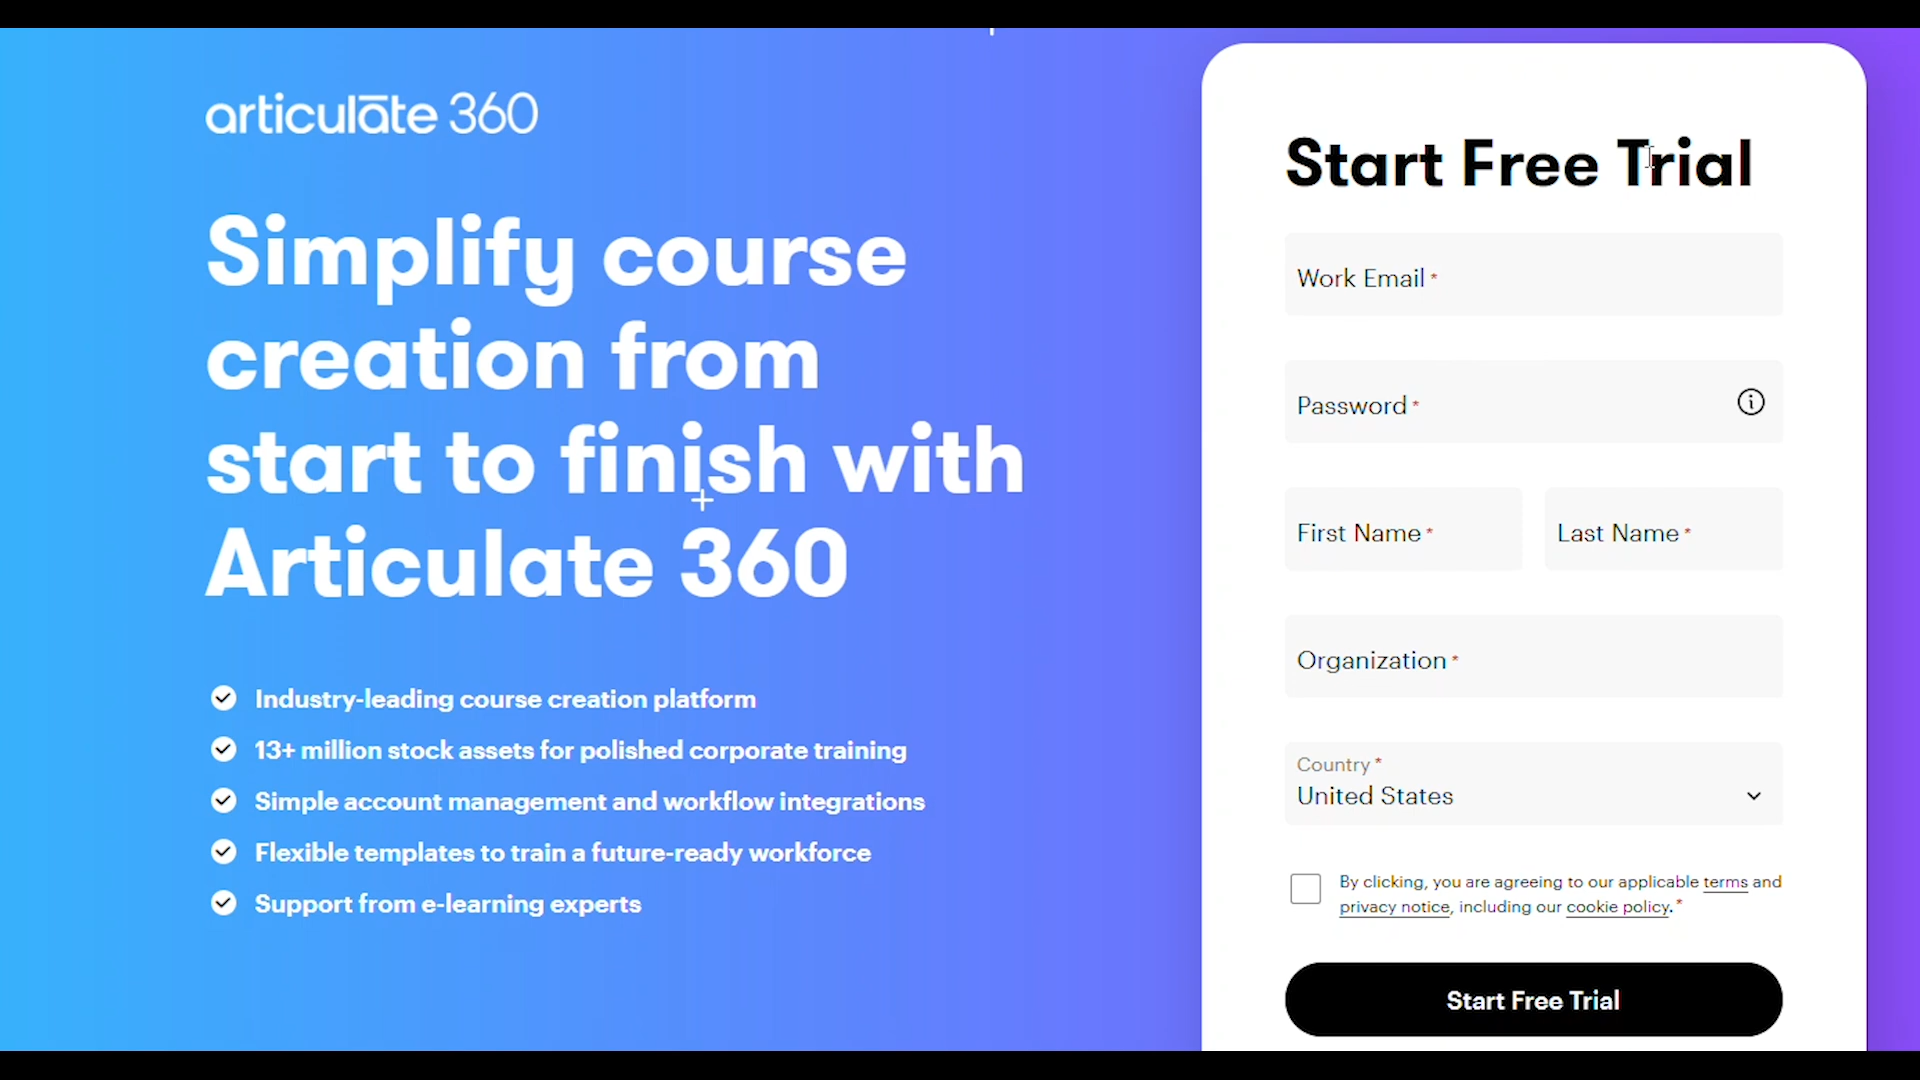 articulāte 360
Simplify course
creation from
start to finish with
Articulate 360
Industry-leading course creation platform
13+ million stock assets for polished corporate training
Simple account management and workflow integrations
Flexible templates to train a future-ready workforce
Support from e-learning experts
Start Free Trial
Work Email *
Password *
First Name * Last Name *
Organization *
Country *
United States
By clicking, you are agreeing to our applicable terms and
privacy notice, including our cookie policy. *
Start Free Trial